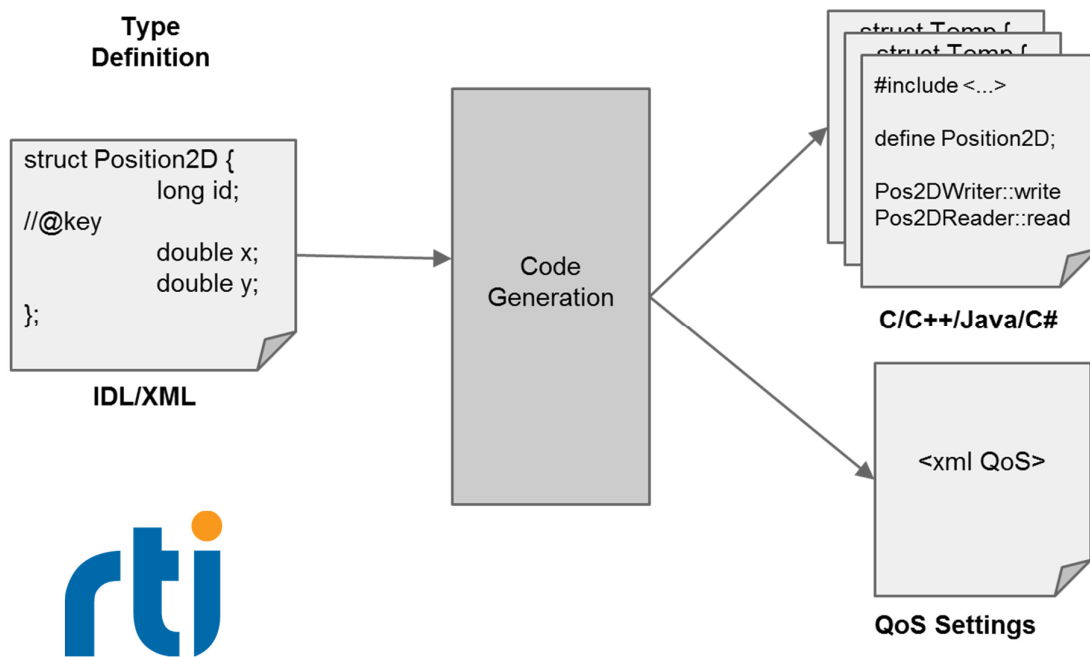 Type
Definition
struct Position2D {
long id;
//@key
double x;
double y;
};
IDL/XML
Code
Generation
struct Temp {
struct Temp {
#include <...>
define Position2D;
Pos2DWriter::write
Pos2DReader::read
C/C++/Java/C#
<xml QoS>
QoS Settings
rti